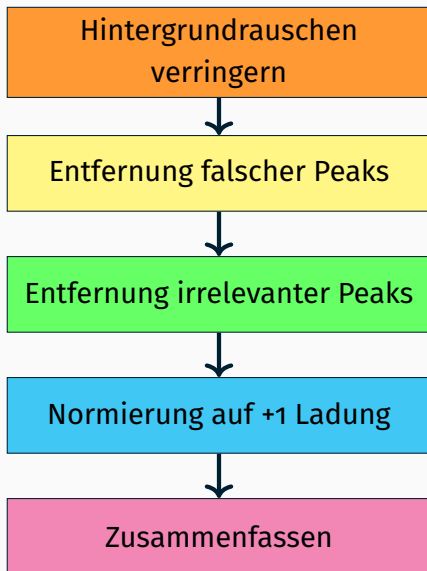 Hintergrundrauschen
verringern
Entfernung falscher Peaks
Entfernung irrelevanter Peaks
Normierung auf +1 Ladung
Zusammenfassen